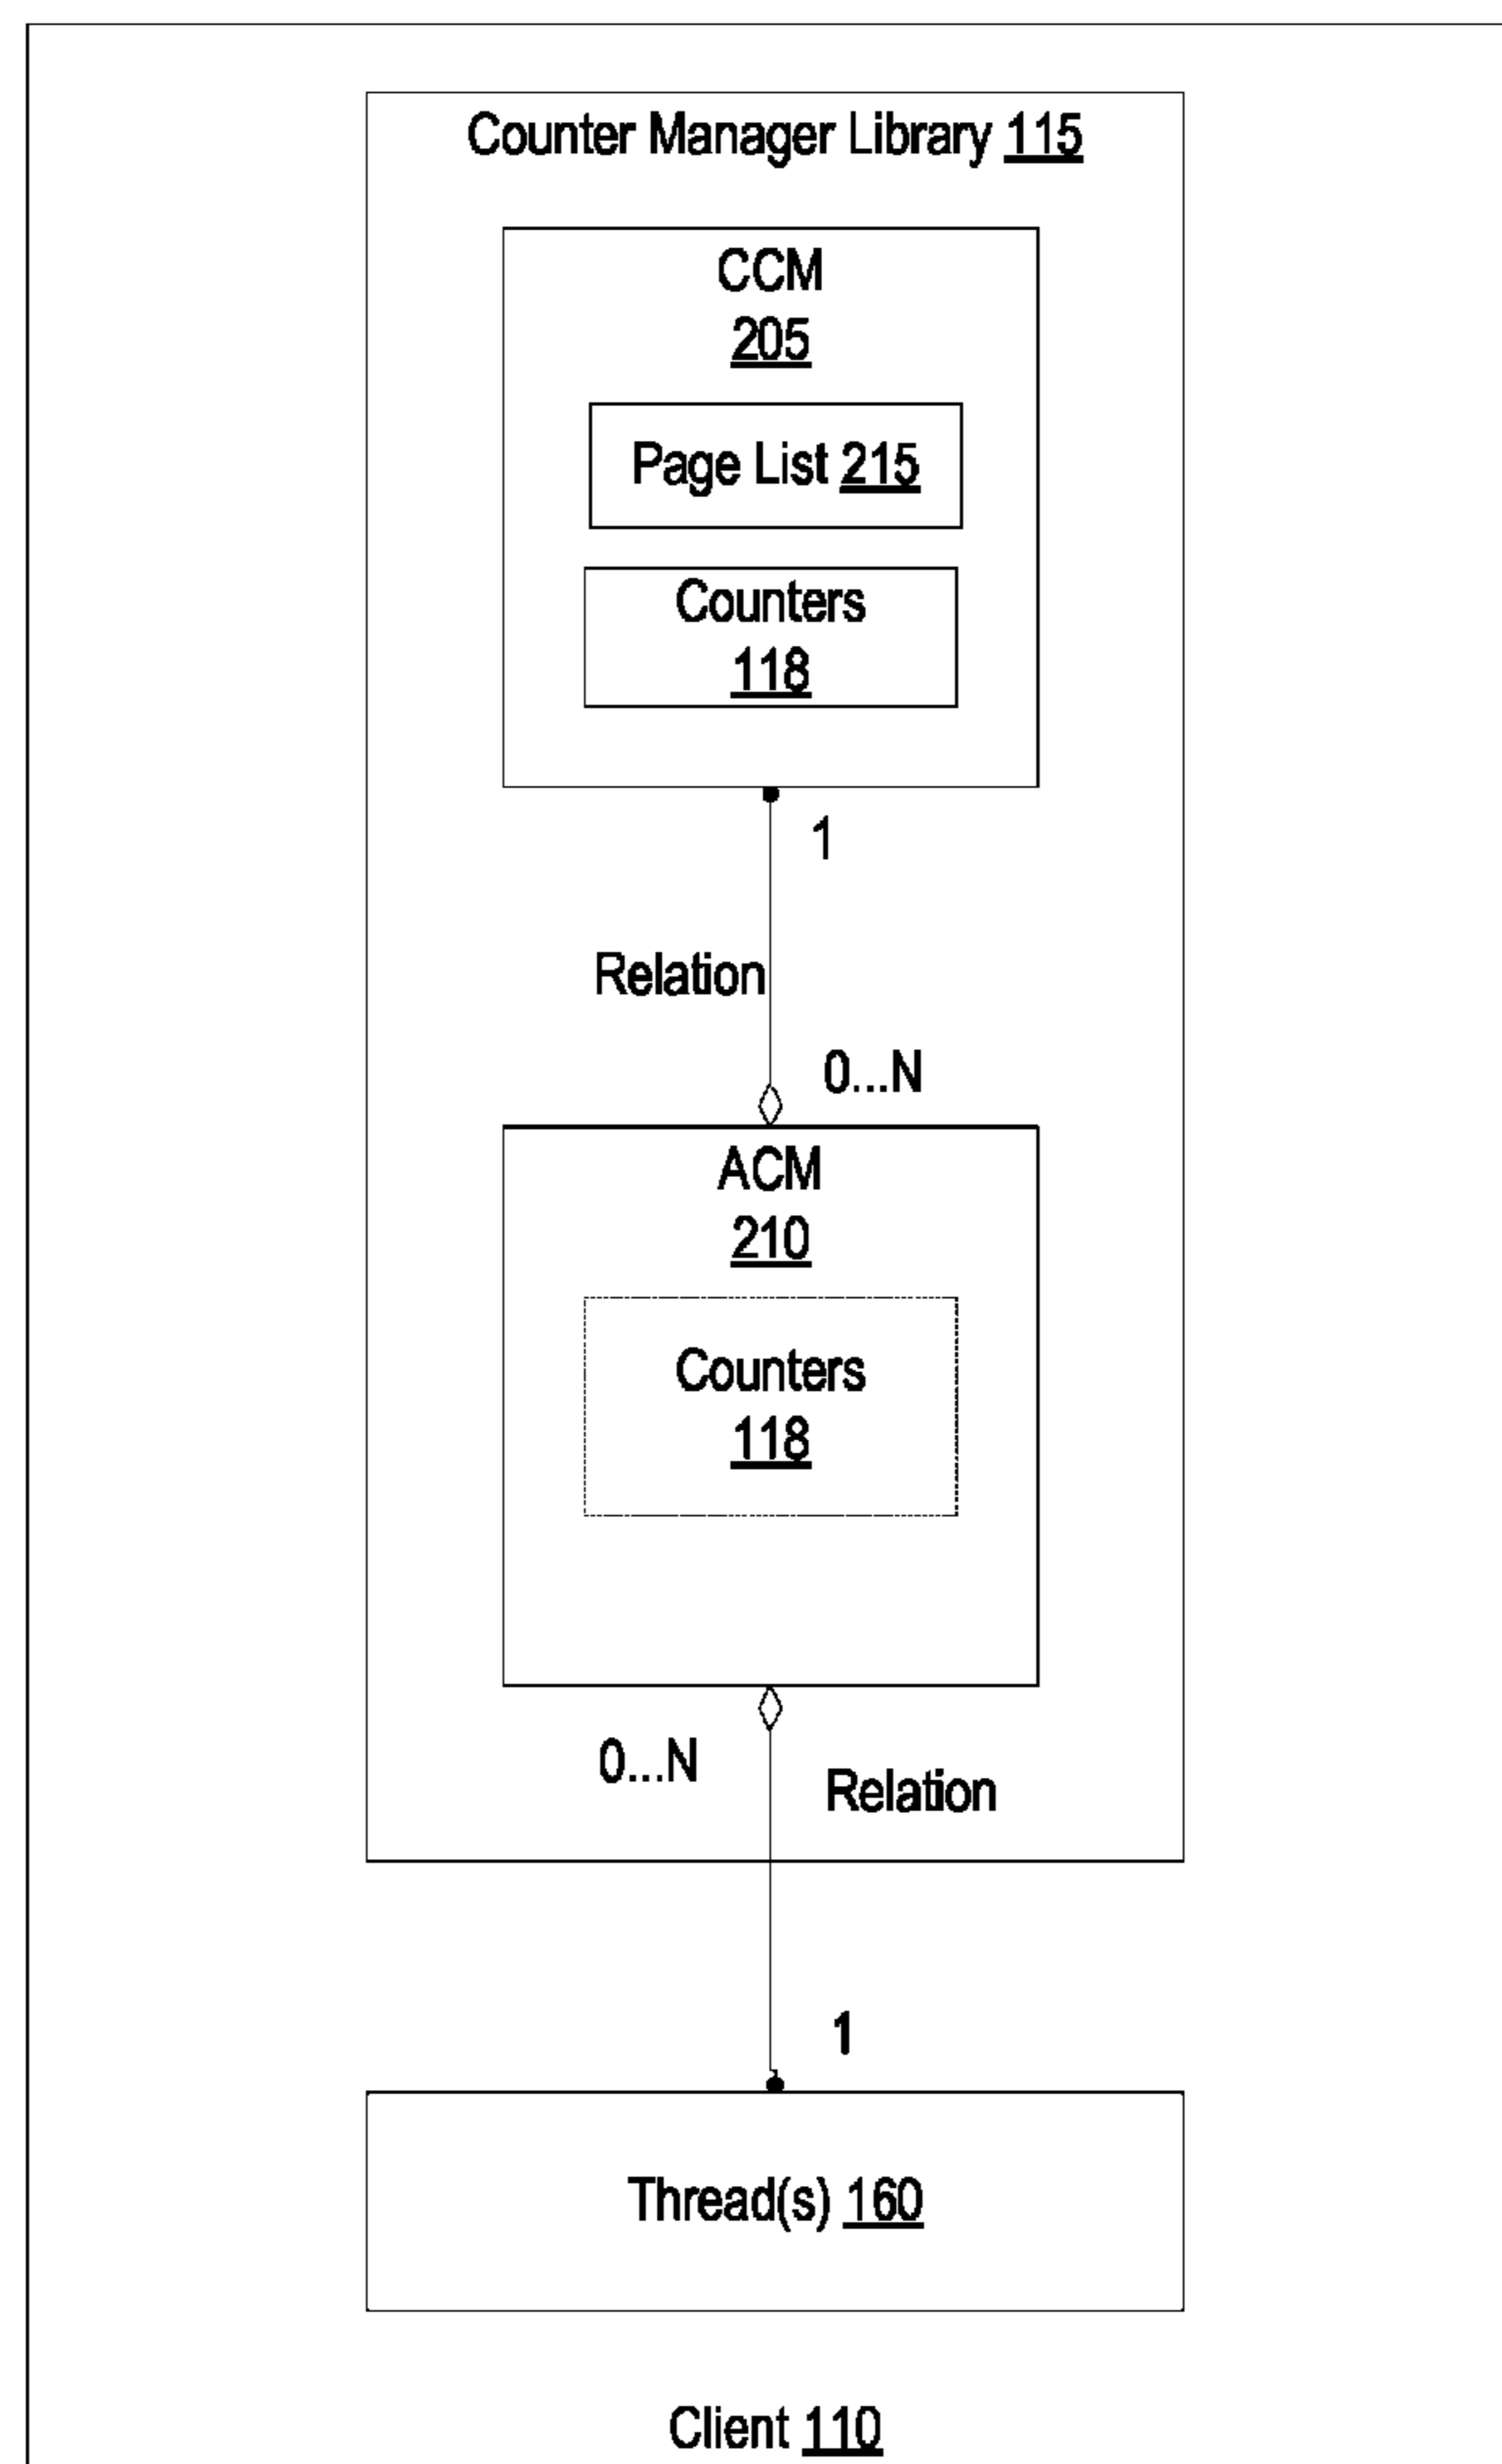 Counter Manager Library 115
CCM
205
Page List 215
Counters
118
1
Relation
0...N
ACM
210
Counters
118
0...N
Relation
1
Thread(s) 160
Client 110